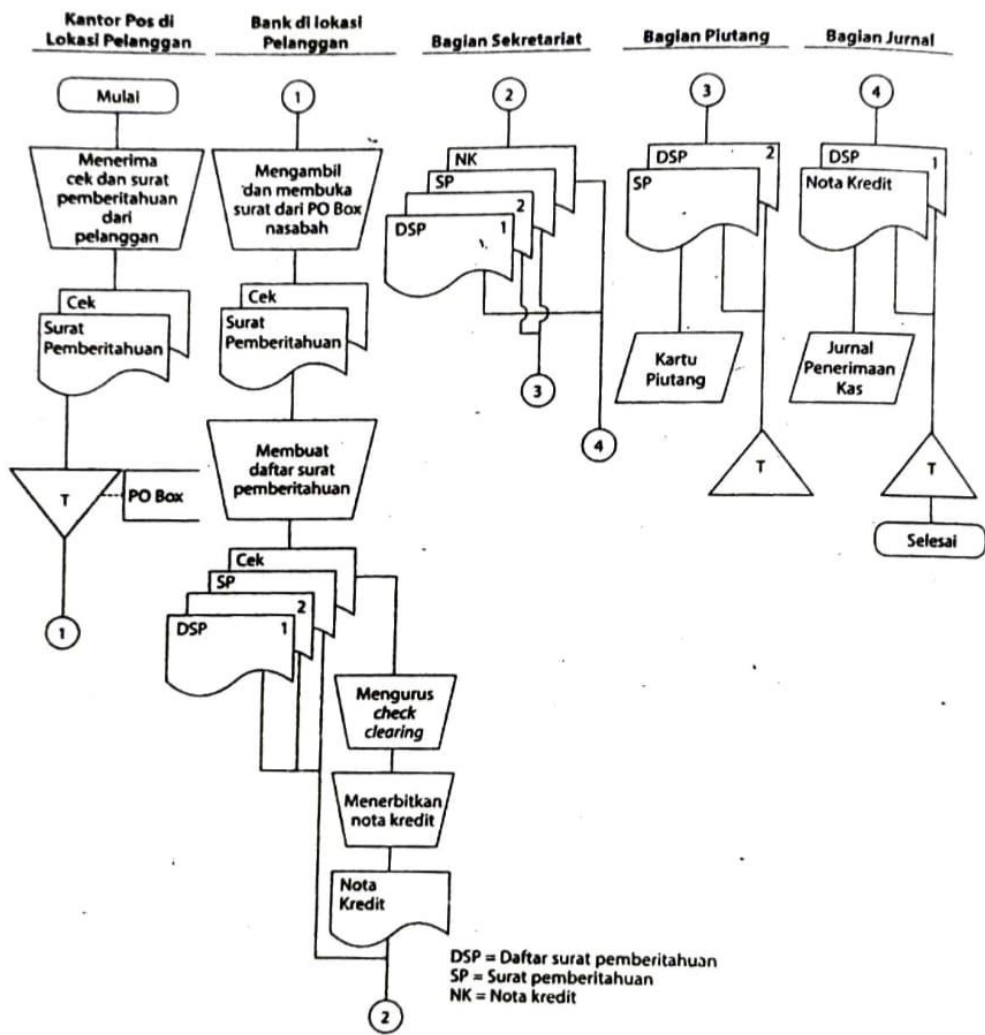 Kantor Pos di
Lokasi Pelanggan
Bank di lokasi
Pelanggan
Bagian Sekretariat
Bagian Piutang
Bagian Jurnal
Mulai
Menerima
cek dan surat
pemberitahuan
dari
pelanggan
Cek
Surat
Pemberitahuan
T
PO Box
1
1
Mengambil
dan membuka
surat dari PO Box
nasabah
Cek
Surat
Pemberitahuan
Membuat
daftar surat
pemberitahuan
Cek
SP
2
DSP 1
Mengurus
check
clearing
Menerbitkan
nota kredit
Nota
Kredit
2
2
NK
SP
2
DSP 1
3
4
3
DSP 2
SP
Kartu
Piutang
T
4
DSP 1
Nota Kredit
Jurnal
Penerimaan
Kas
T
Selesai
DSP = Daftar surat pemberitahuan
SP = Surat pemberitahuan
NK = Nota kredit